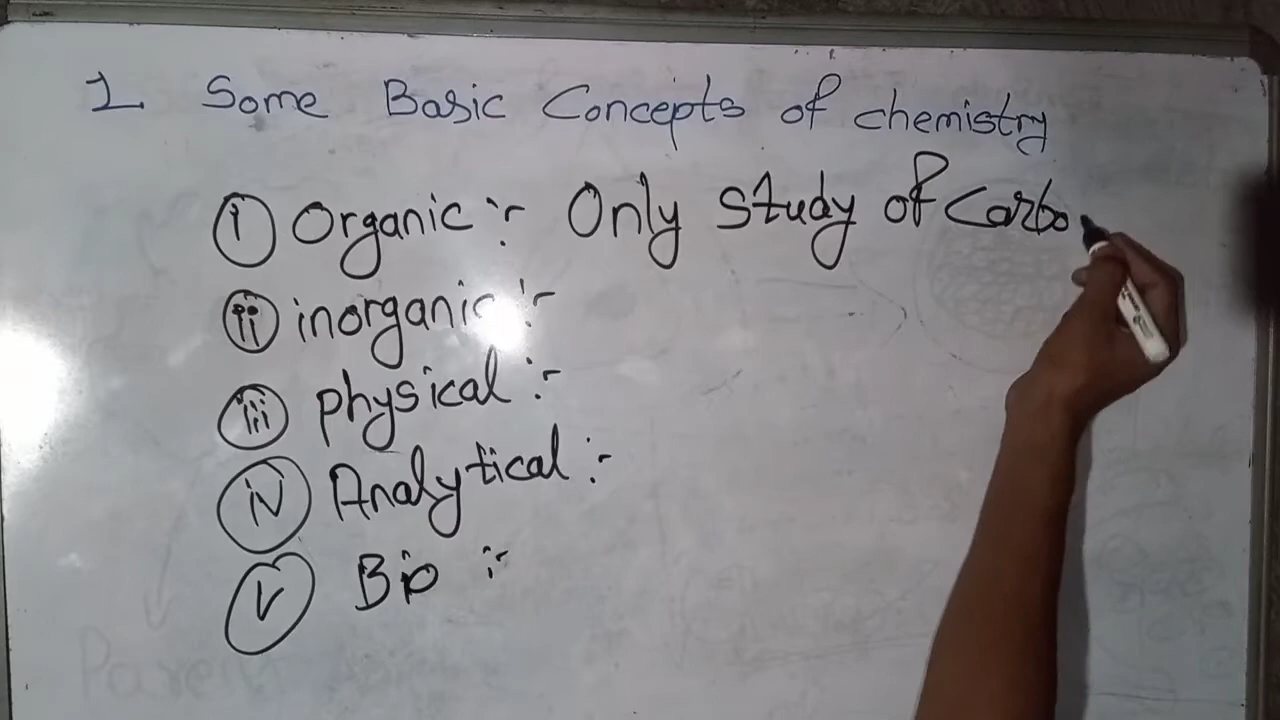 1 Some Basic Concepts of chemistry
i Organic :- Only Study of Carbo
ii inorganic :-
iii physical :-
iv Analytical :-
v Bio :-